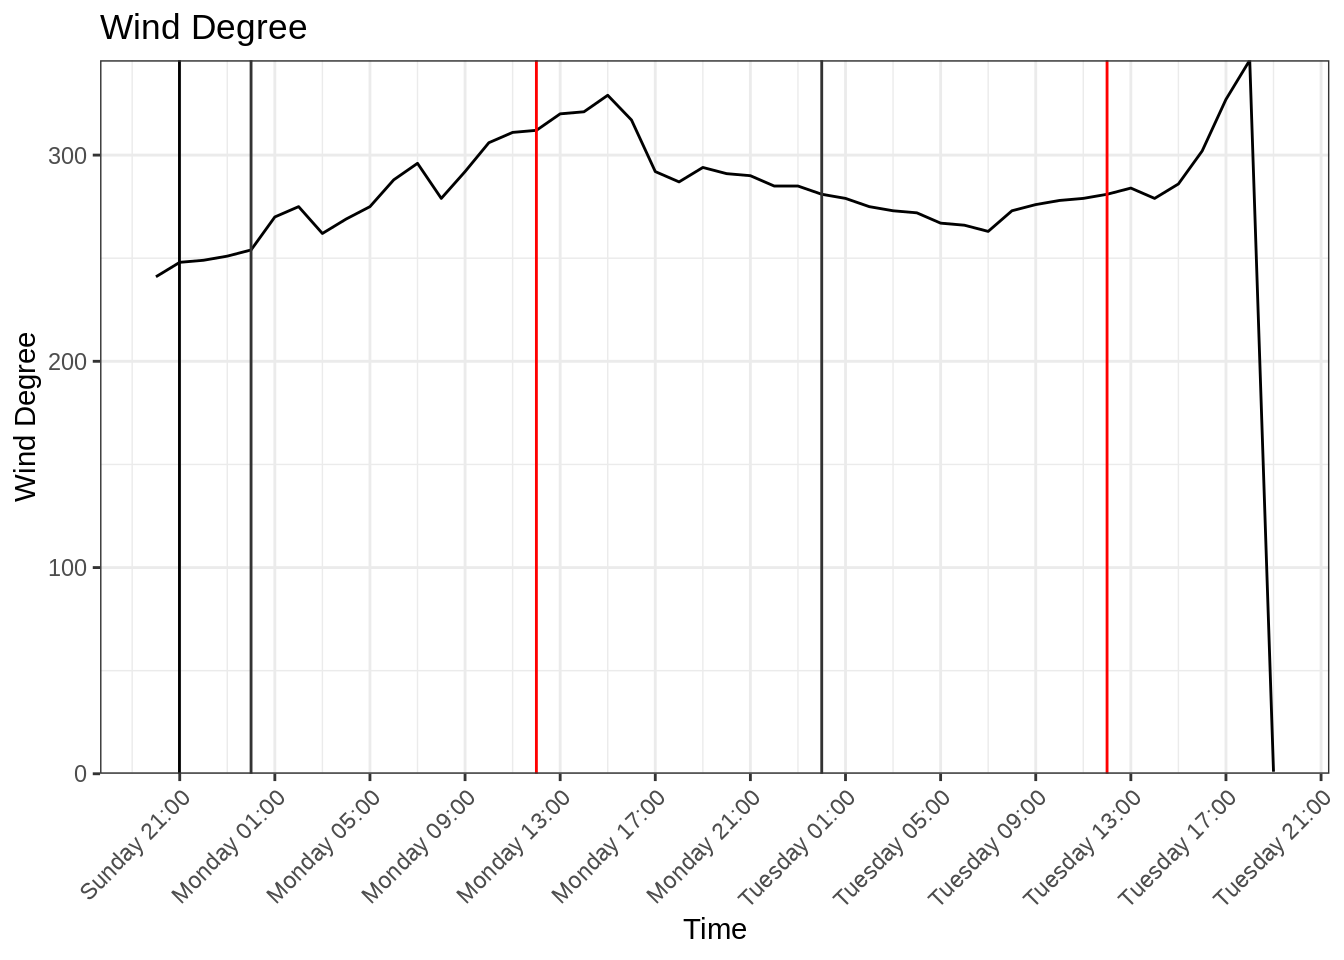 Wind Degree
Wind Degree
300
200
100
0
Sunday 21:00
Monday 01:00
Monday 05:00
Monday 09:00
Monday 13:00
Monday 17:00
Monday 21:00
Tuesday 01:00
Tuesday 05:00
Tuesday 09:00
Tuesday 13:00
Tuesday 17:00
Tuesday 21:00
Time